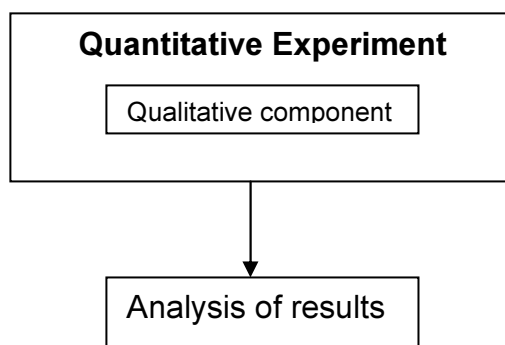 Quantitative Experiment
Qualitative component
Analysis of results